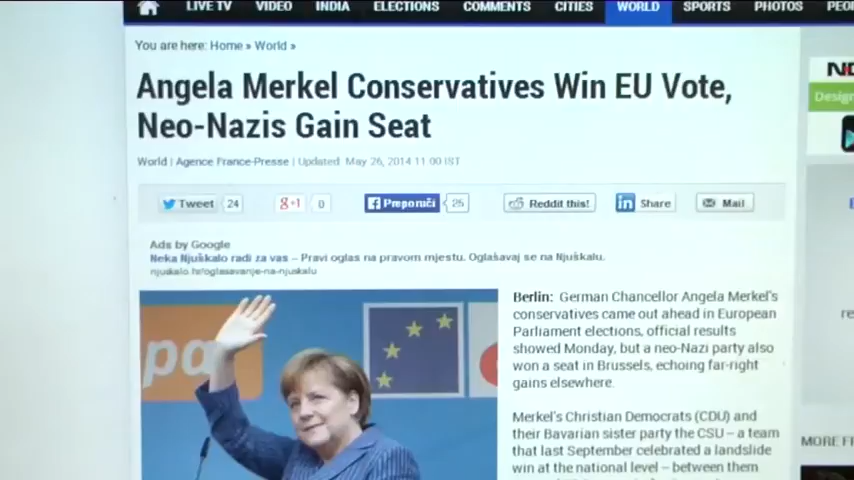 LIVE TV VIDEO INDIA ELECTIONS COMMENTS CITIES WORLD SPORTS PHOTOS
You are here: Home » World »
Angela Merkel Conservatives Win EU Vote,
Neo-Nazis Gain Seat
World | Agence France-Presse | Updated: May 26, 2014 11:00 IST
Tweet 24 g+1 0 f Preporuči 25 Reddit this! in Share Mail
Ads by Google
Neka Njuškalo radi za vas – Pravi oglas na pravom mjestu. Oglašavaj se na Njuškalu.
njuskalo.hr/oglasavanje-na-njuskalu
Design
pa
Berlin: German Chancellor Angela Merkel's
conservatives came out ahead in European
Parliament elections, official results
showed Monday, but a neo-Nazi party also
won a seat in Brussels, echoing far-right
gains elsewhere.
Merkel's Christian Democrats (CDU) and
their Bavarian sister party the CSU – a team
that last September celebrated a landslide
win at the national level – between them
MORE